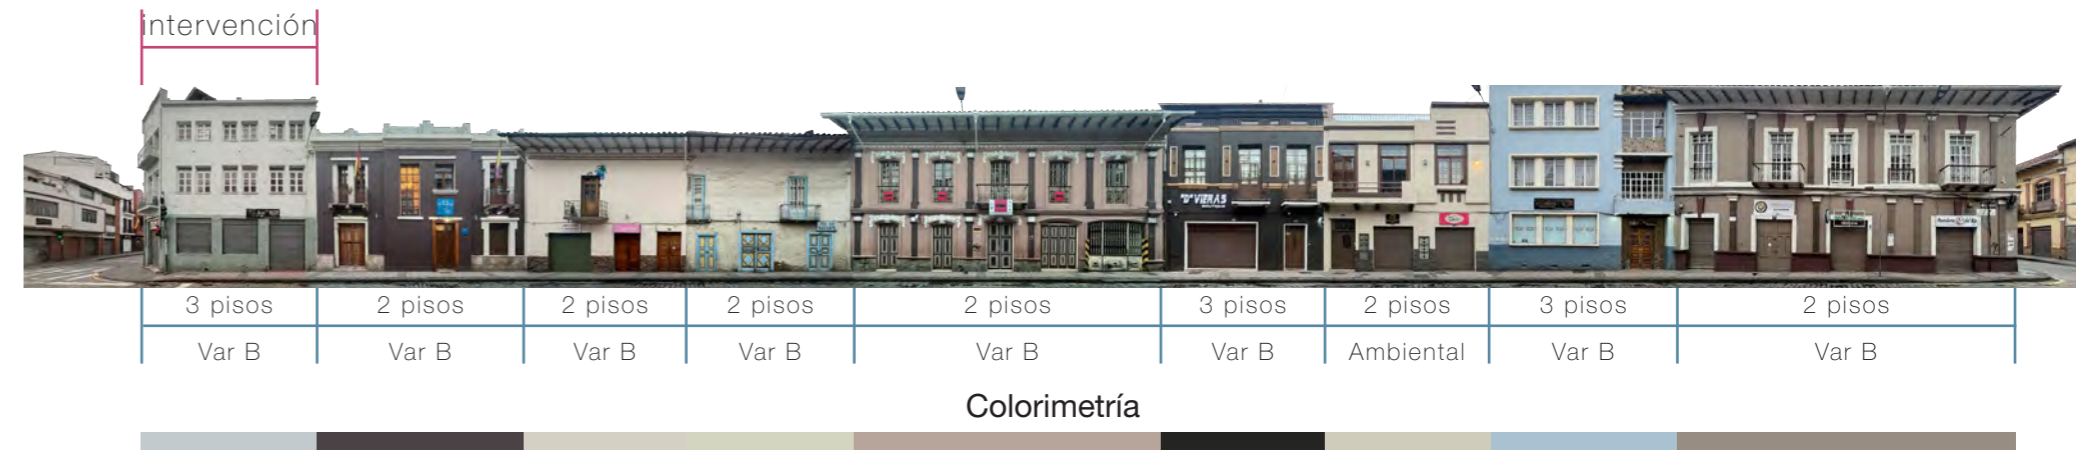 intervención
D'VIERAS
3 pisos 2 pisos 2 pisos 2 pisos 2 pisos 3 pisos 2 pisos 3 pisos 2 pisos
Var B Var B Var B Var B Var B Var B Ambiental Var B Var B
Colorimetría